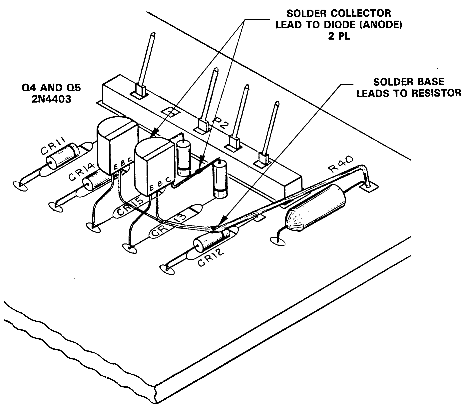 SOLDER COLLECTOR
LEAD TO DIODE (ANODE)
2 PL
SOLDER BASE
LEADS TO RESISTOR
Q4 AND Q5
2N4403
P2
CR11
CR14
E B C
E B C
R40
CR15
CR12